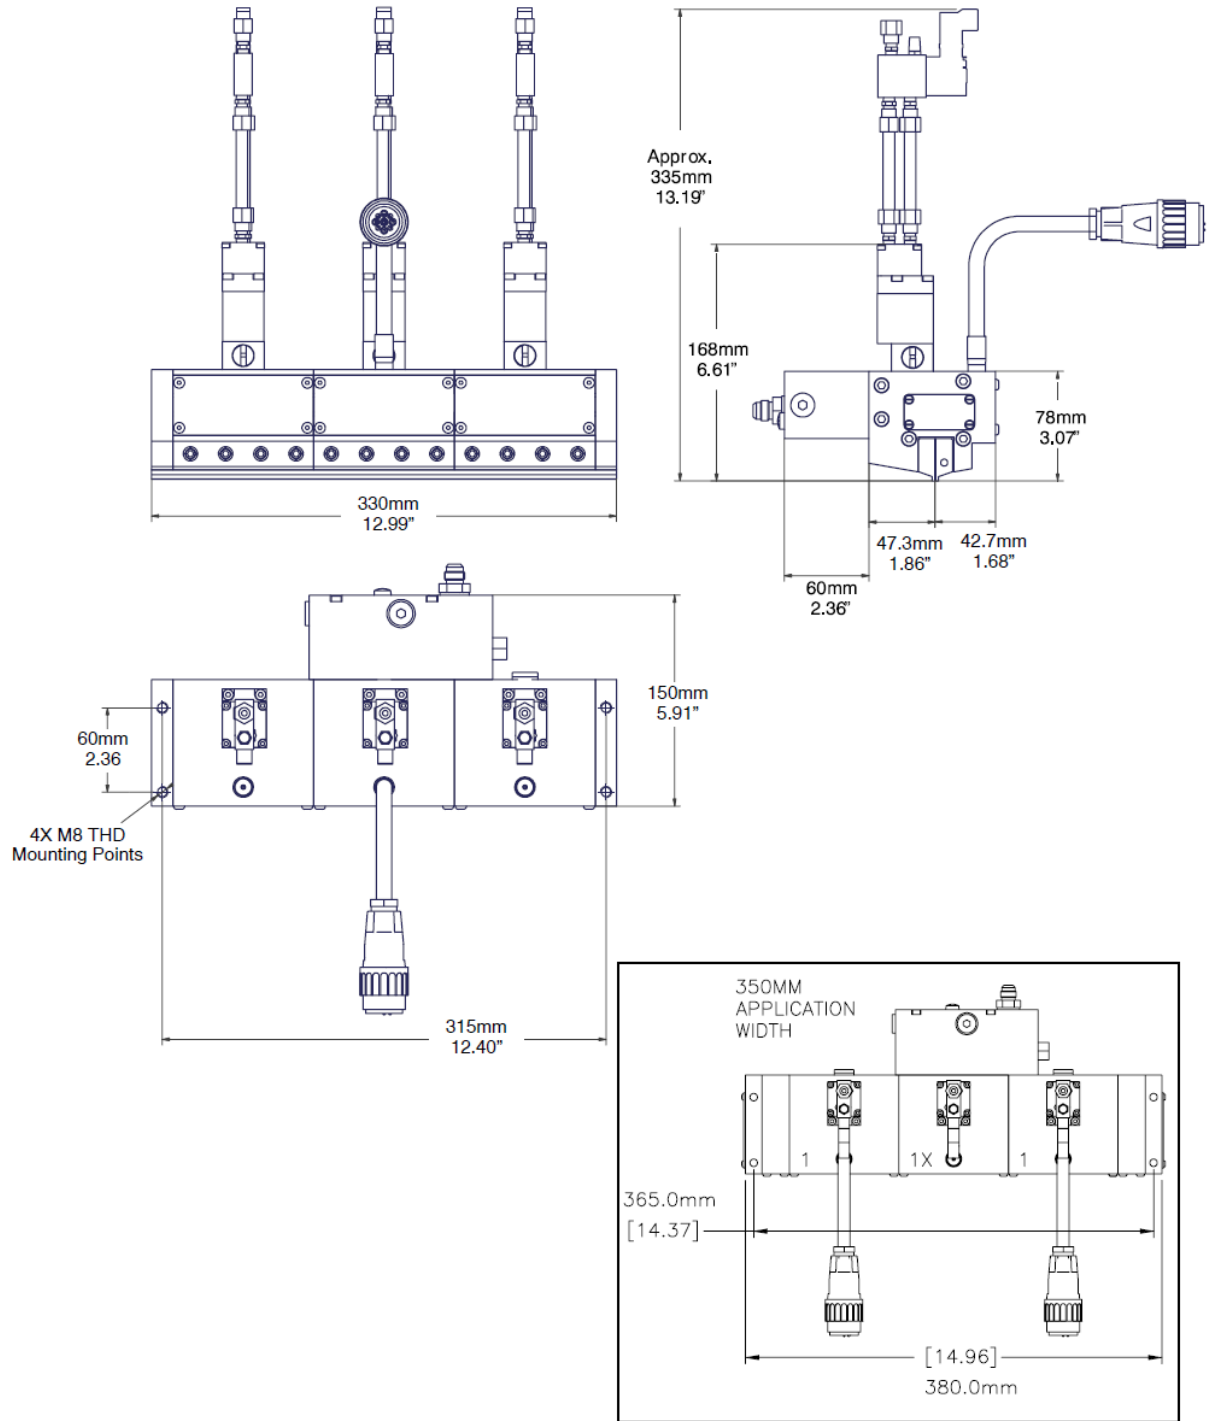 Approx.
335mm
13.19"
168mm
6.61"
78mm
3.07"
330mm
12.99"
47.3mm
1.86"
42.7mm
1.68"
60mm
2.36"
150mm
5.91"
60mm
2.36
4X M8 THD
Mounting Points
315mm
12.40"
350MM
APPLICATION
WIDTH
1
1X
1
365.0mm
[14.37]
[14.96]
380.0mm